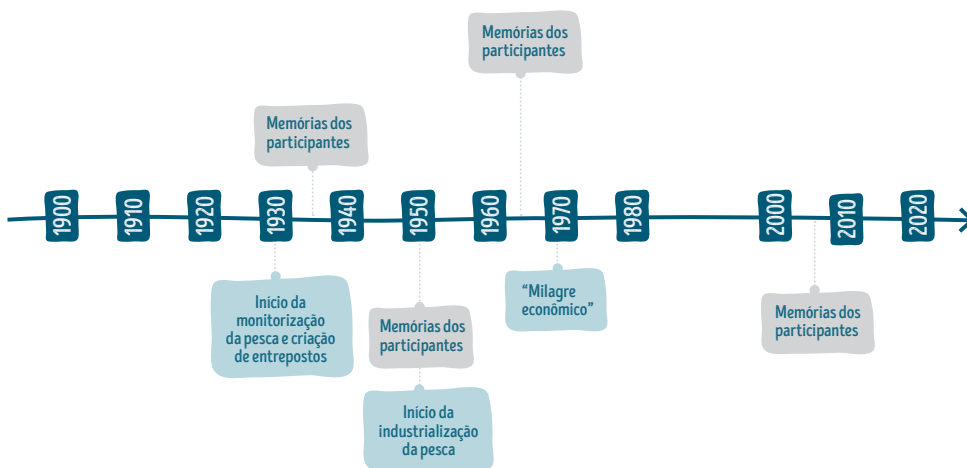 Memórias dos
participantes
Memórias dos
participantes
1900
1910
1920
1930
1940
1950
1960
1970
1980
2000
2010
2020
Início da
monitorização
da pesca e criação
de entrepostos
Memórias dos
participantes
Início da
industrialização
da pesca
“Milagre
econômico”
Memórias dos
participantes